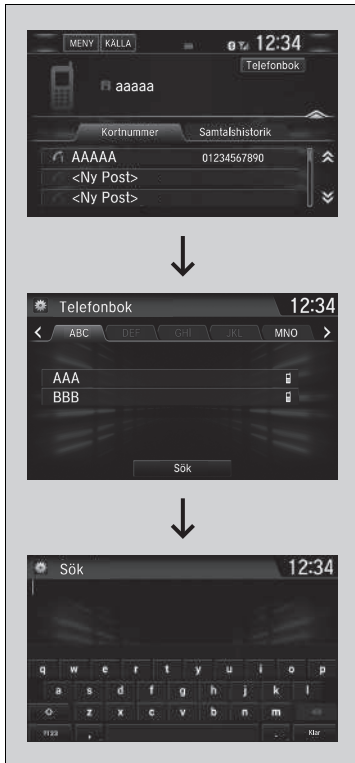 MENY KÄLLA 12:34
Telefonbok
aaaaa
Kortnummer Samtalshistorik
AAAAA 01234567890
<Ny Post>
<Ny Post>
Telefonbok 12:34
ABC DEF GHI JKL MNO
AAA
BBB
Sök
Sök 12:34
q w e r t y u i o p
a s d f g h j k l
z x c v b n m
?123 , . Klar